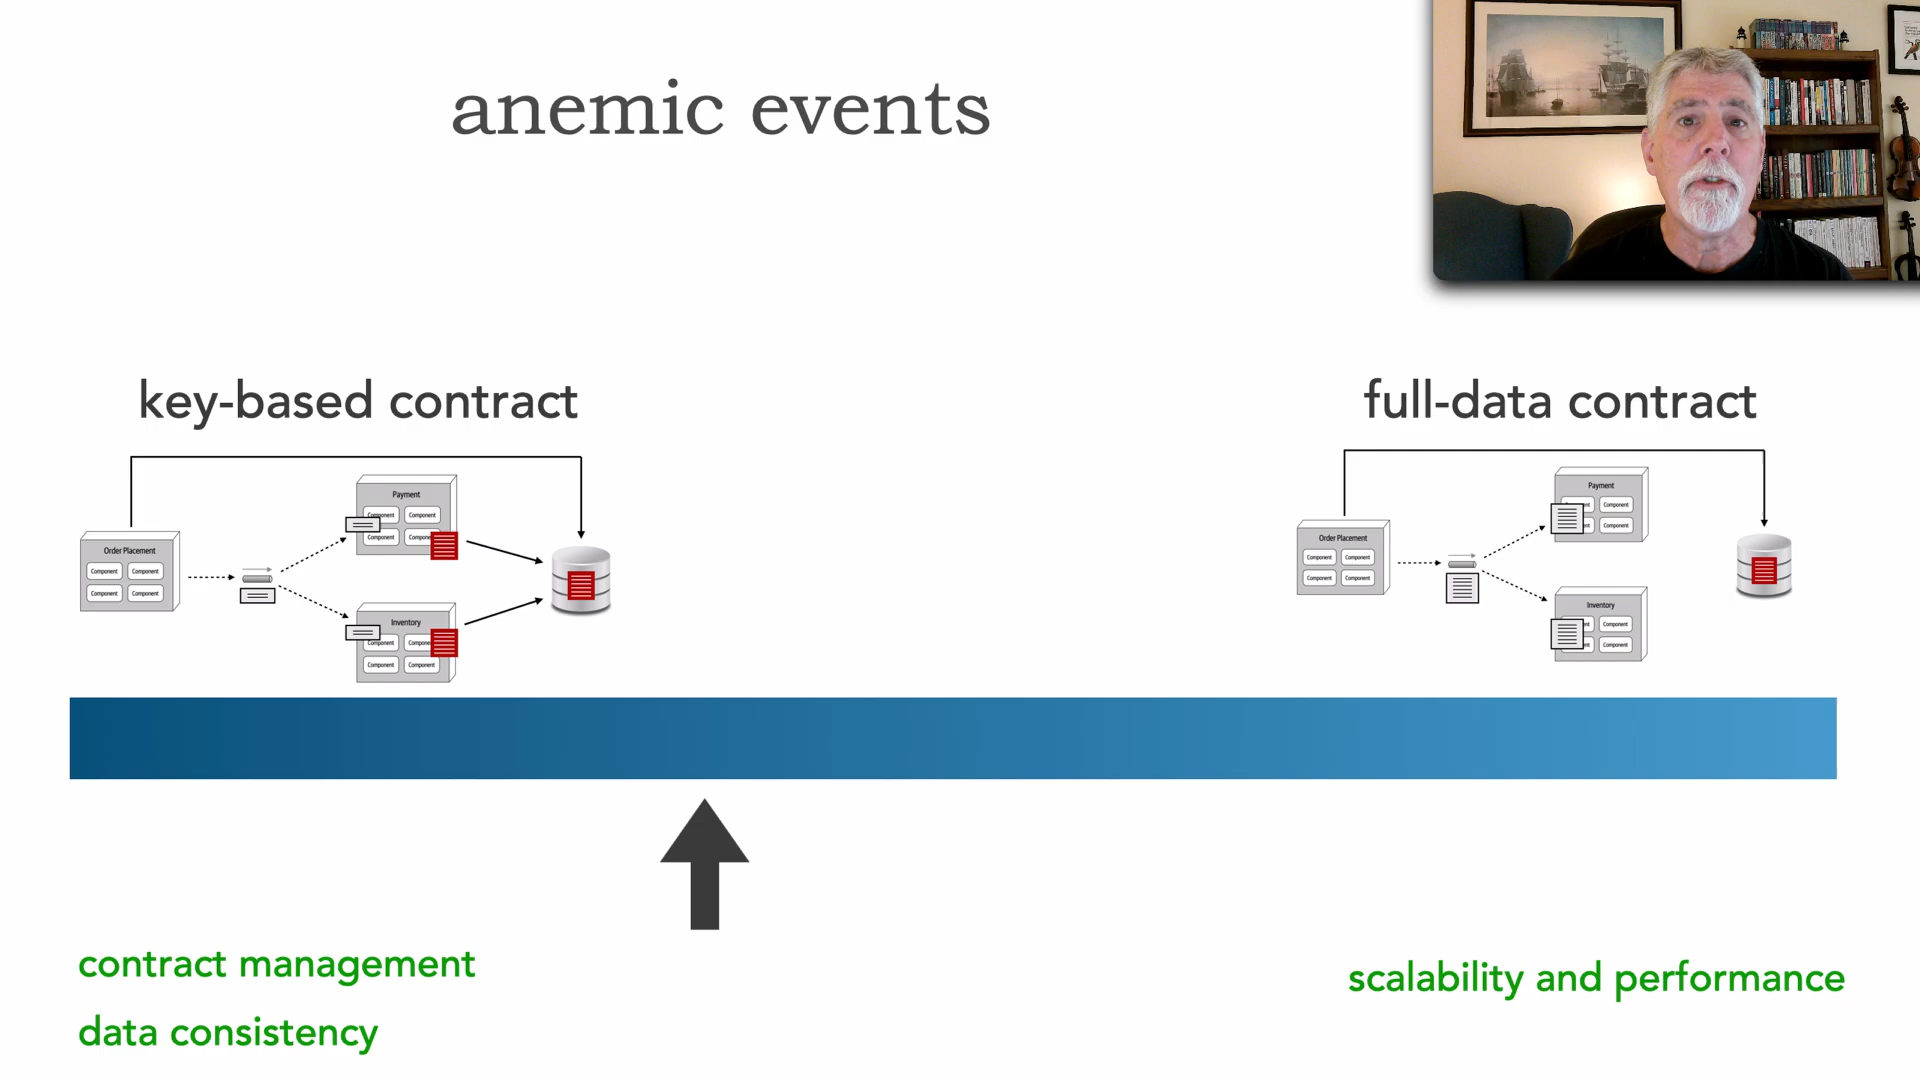 anemic events
key-based contract
full-data contract
Order Placement
Component Component
Component Component
Payment
Component Component
Component
Inventory
Component
Component Component
Order Placement
Component Component
Component Component
Payment
Component
Component
Inventory
Component
Component
contract management
data consistency
scalability and performance